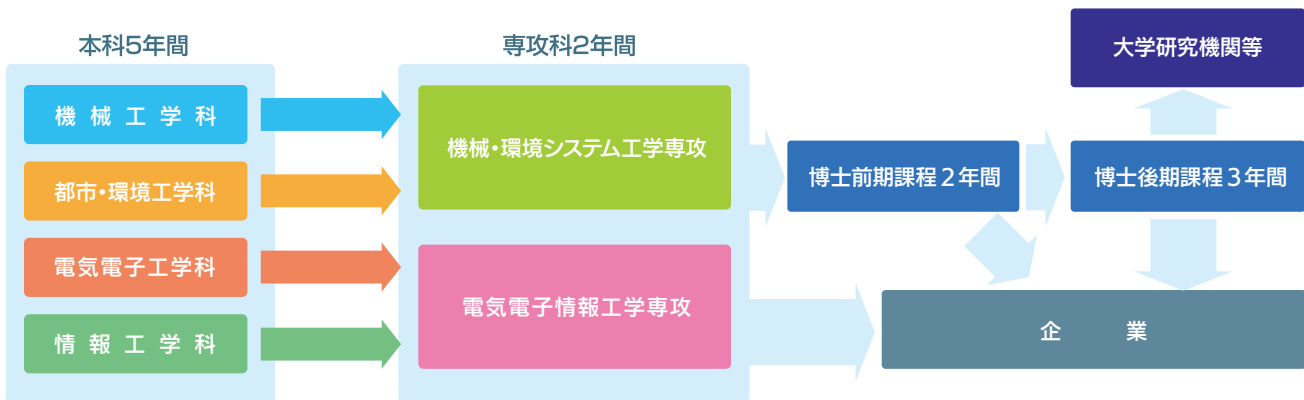 本科5年間
機械工学科
都市・環境工学科
電気電子工学科
情報工学科
専攻科2年間
機械・環境システム工学専攻
電気電子情報工学専攻
博士前期課程2年間
博士後期課程3年間
大学研究機関等
企業